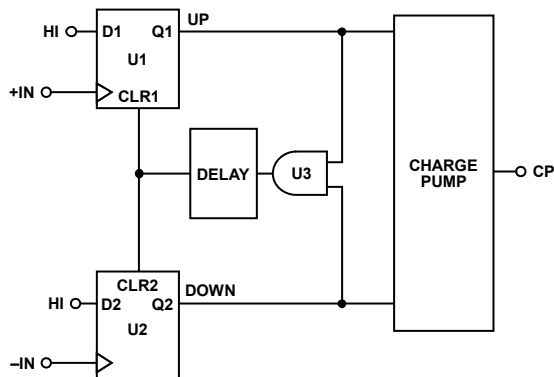 UP
HI
D1
Q1
U1
+IN
CLR1
DELAY
U3
CHARGE
PUMP
CP
CLR2
DOWN
HI
D2
Q2
U2
–IN